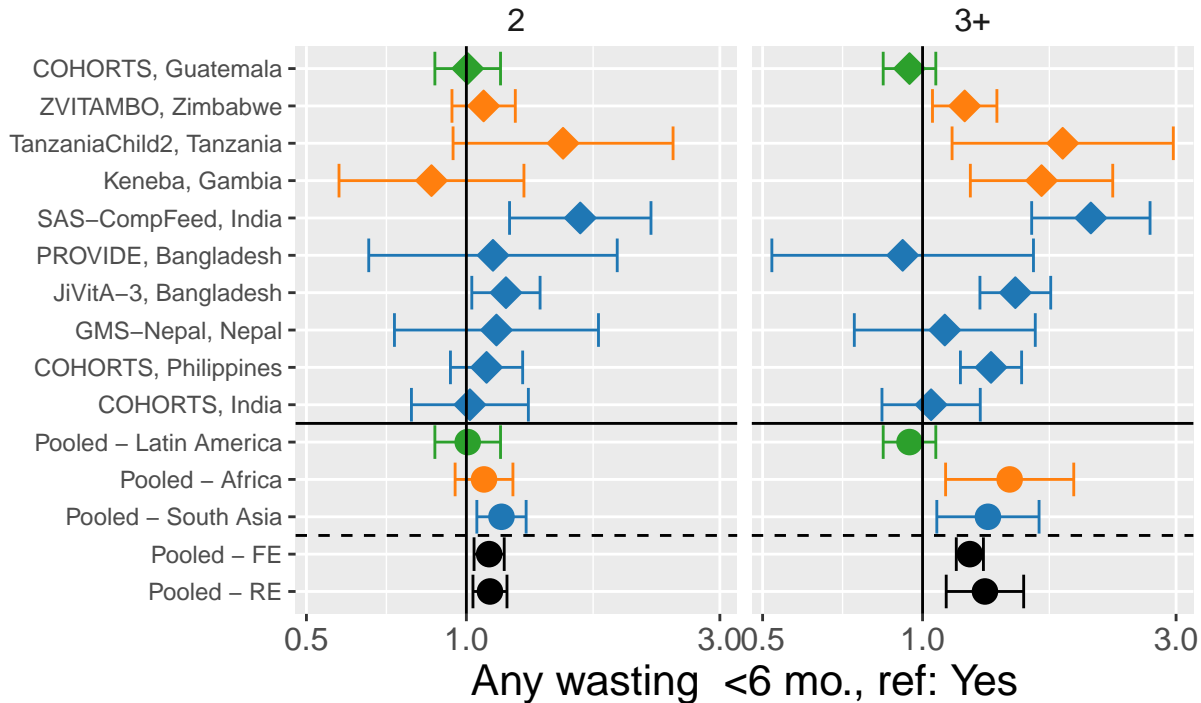 2 3+
COHORTS, Guatemala
ZVITAMBO, Zimbabwe
TanzaniaChild2, Tanzania
Keneba, Gambia
SAS−CompFeed, India
PROVIDE, Bangladesh
JiVitA−3, Bangladesh
GMS−Nepal, Nepal
COHORTS, Philippines
COHORTS, India
Pooled − Latin America
Pooled − Africa
Pooled − South Asia
Pooled − FE
Pooled − RE
0.5 1.0 3.0 0.5 1.0 3.0
Any wasting <6 mo., ref: Yes